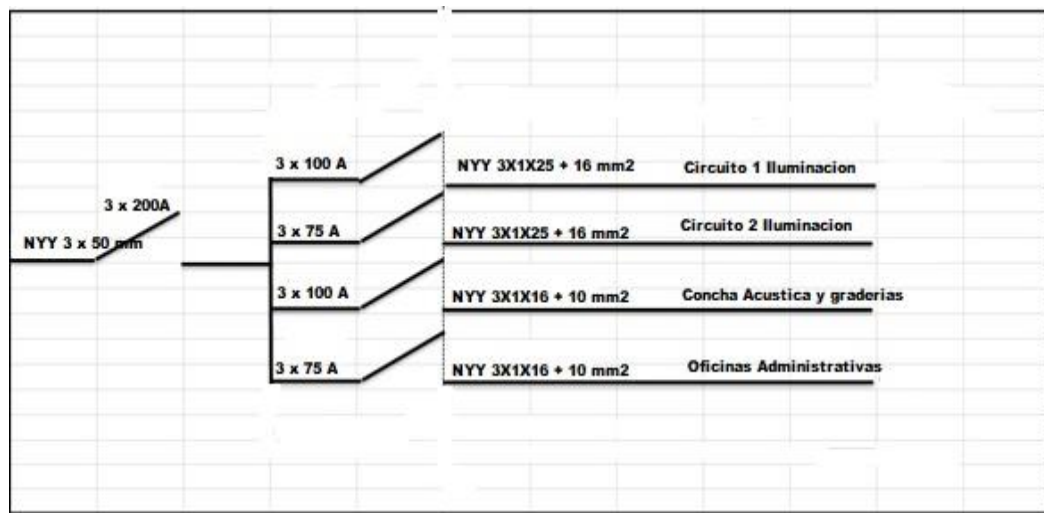 3 x 200A
NYY 3 x 50 mm
3 x 100 A
NYY 3X1X25 + 16 mm2
Circuito 1 Iluminacion
3 x 75 A
NYY 3X1X25 + 16 mm2
Circuito 2 Iluminacion
3 x 100 A
NYY 3X1X16 + 10 mm2
Concha Acustica y graderias
3 x 75 A
NYY 3X1X16 + 10 mm2
Oficinas Administrativas